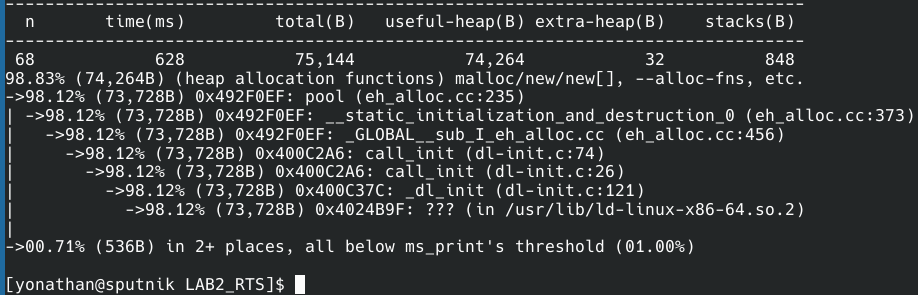 --------------------------------------------------------------------------------
  n        time(ms)         total(B)   useful-heap(B) extra-heap(B)    stacks(B)
--------------------------------------------------------------------------------
 68             628           75,144           74,264            32          848
98.83% (74,264B) (heap allocation functions) malloc/new/new[], --alloc-fns, etc.
->98.12% (73,728B) 0x492F0EF: pool (eh_alloc.cc:235)
| ->98.12% (73,728B) 0x492F0EF: __static_initialization_and_destruction_0 (eh_alloc.cc:373)
|   ->98.12% (73,728B) 0x492F0EF: _GLOBAL__sub_I_eh_alloc.cc (eh_alloc.cc:456)
|     ->98.12% (73,728B) 0x400C2A6: call_init (dl-init.c:74)
|       ->98.12% (73,728B) 0x400C2A6: call_init (dl-init.c:26)
|         ->98.12% (73,728B) 0x400C37C: _dl_init (dl-init.c:121)
|           ->98.12% (73,728B) 0x4024B9F: ??? (in /usr/lib/ld-linux-x86-64.so.2)
|
->00.71% (536B) in 2+ places, all below ms_print's threshold (01.00%)

[yonathan@sputnik LAB2_RTS]$